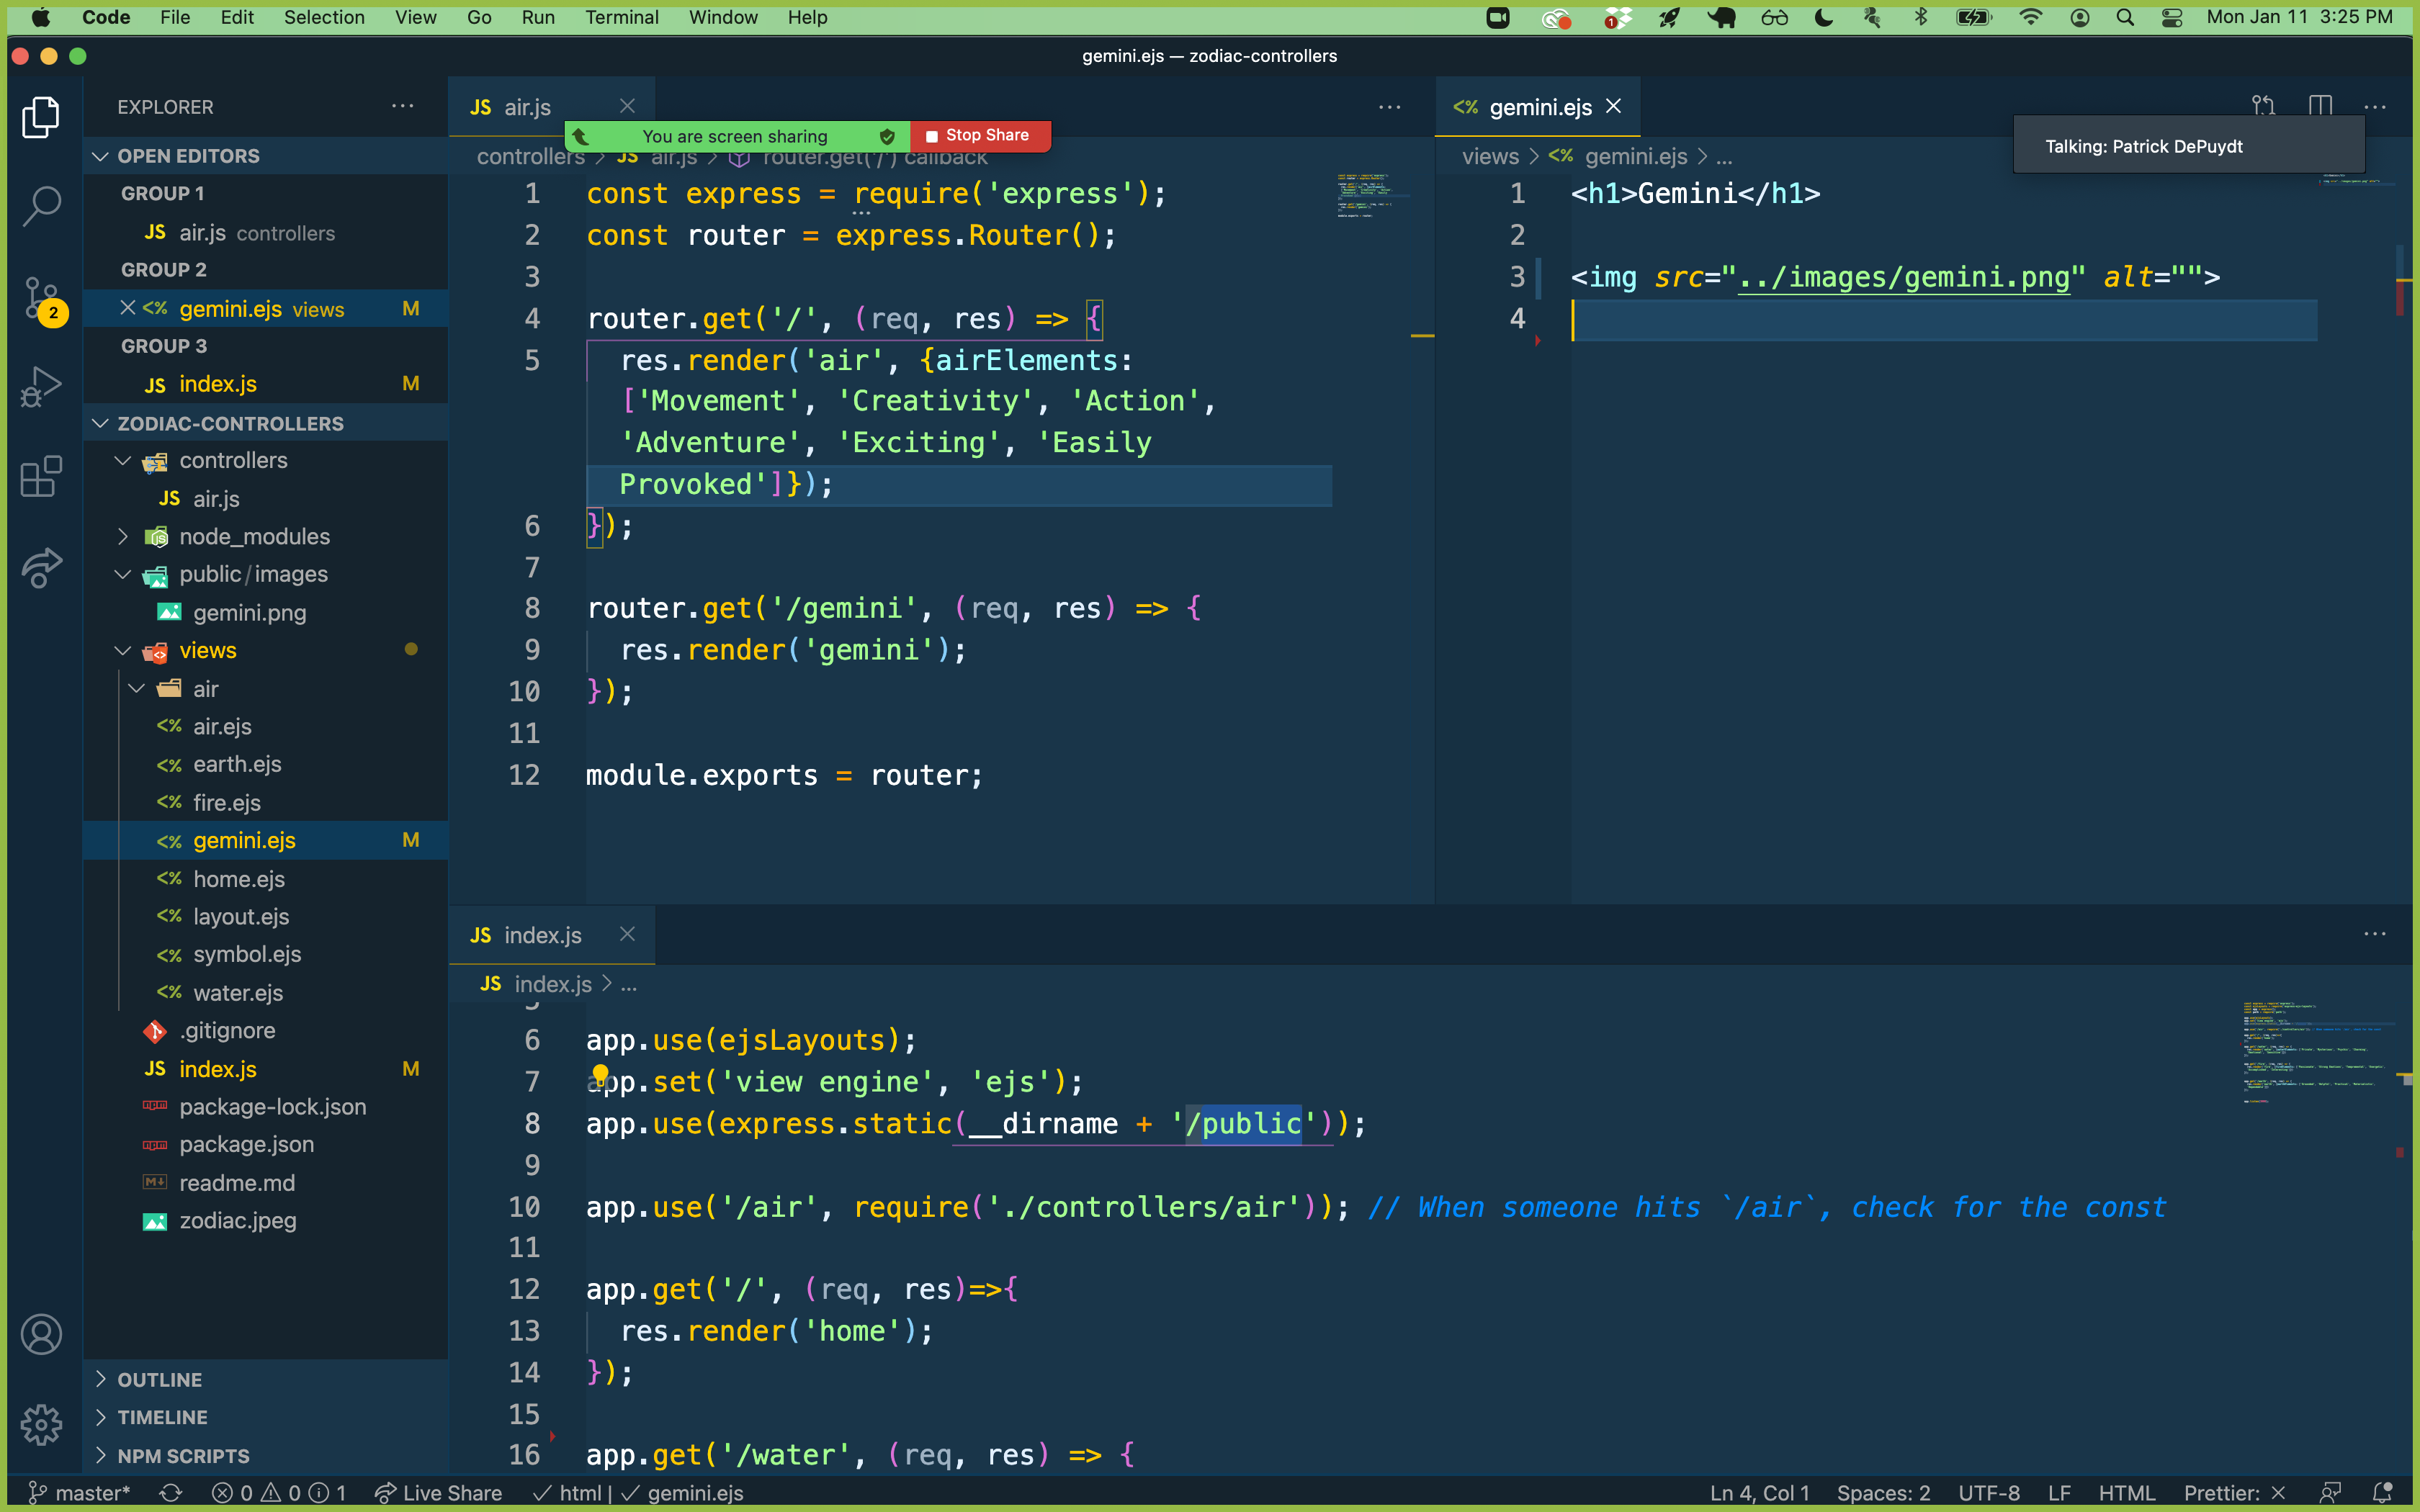 Code File Edit Selection View Go Run Terminal Window Help
1
Mon Jan 11 3:25 PM
gemini.ejs — zodiac-controllers
EXPLORER ...
OPEN EDITORS
GROUP 1
JS air.js controllers
GROUP 2
<% gemini.ejs views M
GROUP 3
JS index.js M
2
ZODIAC-CONTROLLERS
controllers
JS air.js
node_modules
public/images
gemini.png
views
air
<% air.ejs
<% earth.ejs
<% fire.ejs
<% gemini.ejs M
<% home.ejs
<% layout.ejs
<% symbol.ejs
<% water.ejs
.gitignore
JS index.js M
package-lock.json
package.json
readme.md
zodiac.jpeg
OUTLINE
TIMELINE
NPM SCRIPTS
JS air.js
You are screen sharing
Stop Share
controllers > JS air.js > router.get('/') callback
1 const express = require('express');
2 const router = express.Router();
3
4 router.get('/', (req, res) => {
5 res.render('air', {airElements:
['Movement', 'Creativity', 'Action',
'Adventure', 'Exciting', 'Easily
Provoked']});
6 });
7
8 router.get('/gemini', (req, res) => {
9 res.render('gemini');
10 });
11
12 module.exports = router;
<% gemini.ejs
Talking: Patrick DePuydt
views > <% gemini.ejs > ...
1 <h1>Gemini</h1>
2
3 <img src="../images/gemini.png" alt="">
4
JS index.js
JS index.js > ...
6 app.use(ejsLayouts);
7 app.set('view engine', 'ejs');
8 app.use(express.static(__dirname + '/public'));
9
10 app.use('/air', require('./controllers/air')); // When someone hits `/air`, check for the const
11
12 app.get('/', (req, res)=>{
13 res.render('home');
14 });
15
16 app.get('/water', (req, res) => {
master* 0 0 1 Live Share html | gemini.ejs
Ln 4, Col 1 Spaces: 2 UTF-8 LF HTML Prettier: ×